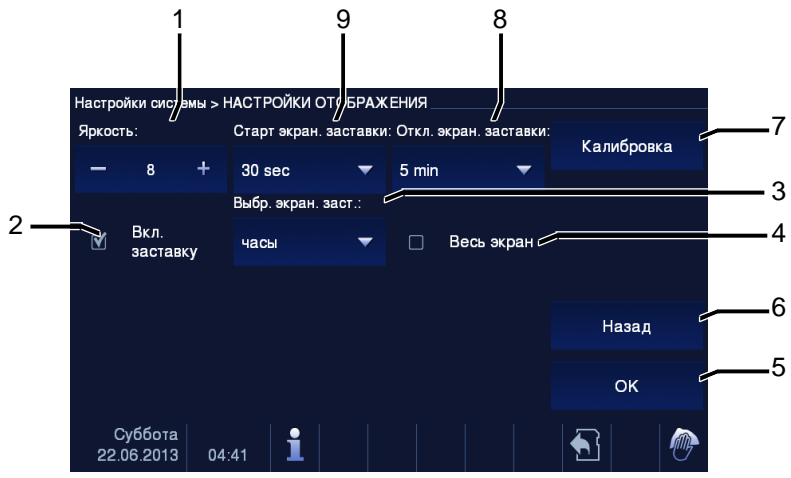 1
9
8
Настройки системы > НАСТРОЙКИ ОТОБРАЖЕНИЯ
Яркость:
Старт экран. заставки:
Откл. экран. заставки:
Калибровка
7
− 8 +
30 sec
5 min
Выбр. экран. заст.:
3
2
Вкл.
заставку
часы
Весь экран
4
Назад
6
OK
5
Суббота
22.06.2013
04:41